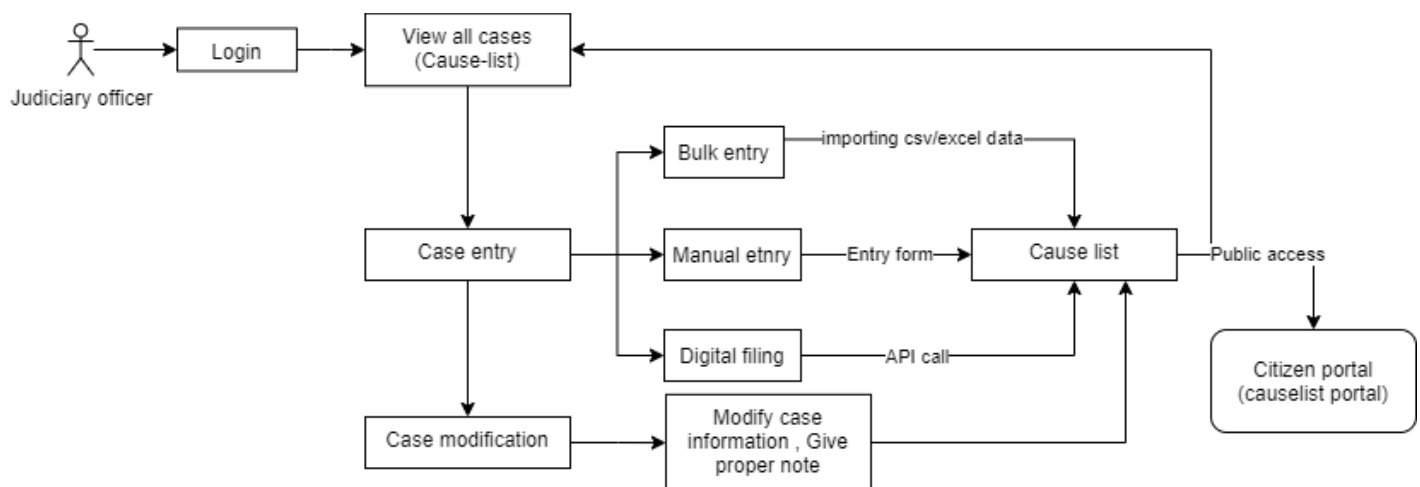 Login
View all cases
(Cause-list)
Judiciary officer
Bulk entry
importing csv/excel data
Case entry
Manual etnry
Entry form
Cause list
Public access
Digital filing
API call
Citizen portal
(causelist portal)
Case modification
Modify case
information , Give
proper note